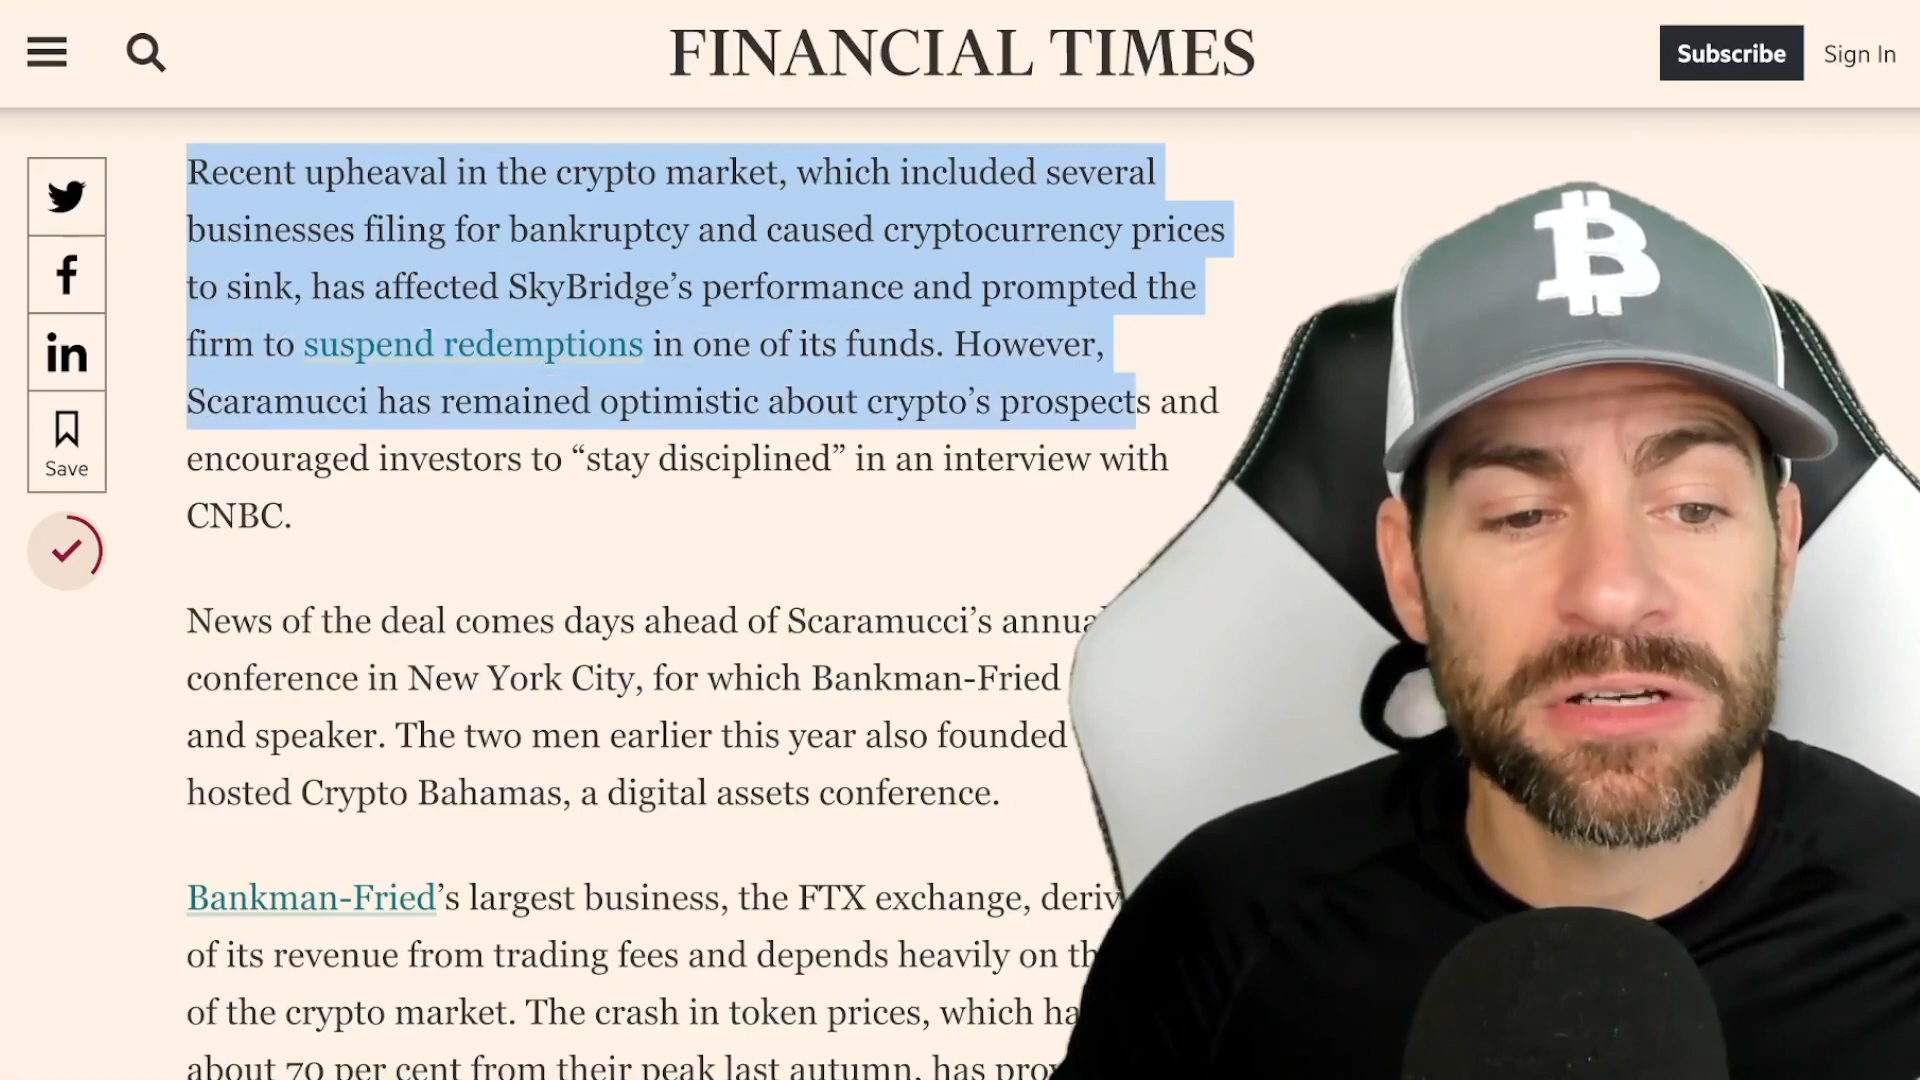 FINANCIAL TIMES
Subscribe
Sign In
Save
Recent upheaval in the crypto market, which included several
businesses filing for bankruptcy and caused cryptocurrency prices
to sink, has affected SkyBridge’s performance and prompted the
firm to suspend redemptions in one of its funds. However,
Scaramucci has remained optimistic about crypto’s prospects and
encouraged investors to “stay disciplined” in an interview with
CNBC.
News of the deal comes days ahead of Scaramucci’s annual
conference in New York City, for which Bankman-Fried
and speaker. The two men earlier this year also founded
hosted Crypto Bahamas, a digital assets conference.
Bankman-Fried’s largest business, the FTX exchange,
of its revenue from trading fees and depends heavily on
of the crypto market. The crash in token prices, which
about 70 per cent from their peak last autumn, has